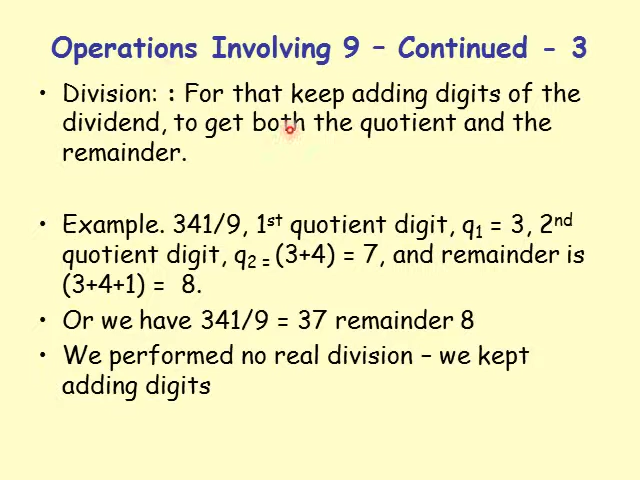 Operations Involving 9 – Continued - 3
• Division: : For that keep adding digits of the
dividend, to get both the quotient and the
remainder.
• Example. 341/9, 1st quotient digit, q1 = 3, 2nd
quotient digit, q2 = (3+4) = 7, and remainder is
(3+4+1) = 8.
• Or we have 341/9 = 37 remainder 8
• We performed no real division – we kept
adding digits